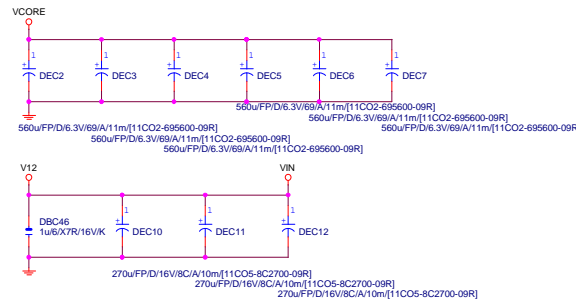 VCORE
1 1 1 1 1 1
DEC2 DEC3 DEC4 DEC5 DEC6 DEC7
560u/FP/D/6.3V/69/A/11m/[11CO2-695600-09R]
560u/FP/D/6.3V/69/A/11m/[11CO2-695600-09R]
560u/FP/D/6.3V/69/A/11m/[11CO2-695600-09R]
560u/FP/D/6.3V/69/A/11m/[11CO2-695600-09R]
560u/FP/D/6.3V/69/A/11m/[11CO2-695600-09R]
560u/FP/D/6.3V/69/A/11m/[11CO2-695600-09R]
V12 VIN
1 1 1
DBC46
1u/6/X7R/16V/K
DEC10 DEC11 DEC12
270u/FP/D/16V/8C/A/10m/[11CO5-8C2700-09R]
270u/FP/D/16V/8C/A/10m/[11CO5-8C2700-09R]
270u/FP/D/16V/8C/A/10m/[11CO5-8C2700-09R]